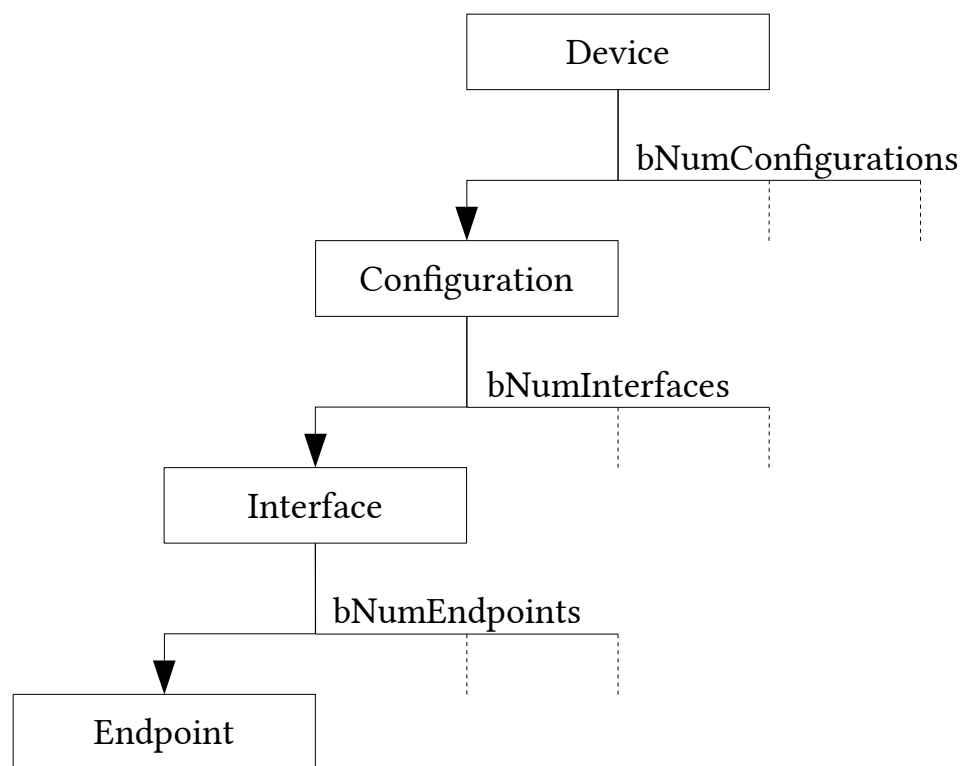 Device
bNumConfigurations
Configuration
bNumInterfaces
Interface
bNumEndpoints
Endpoint